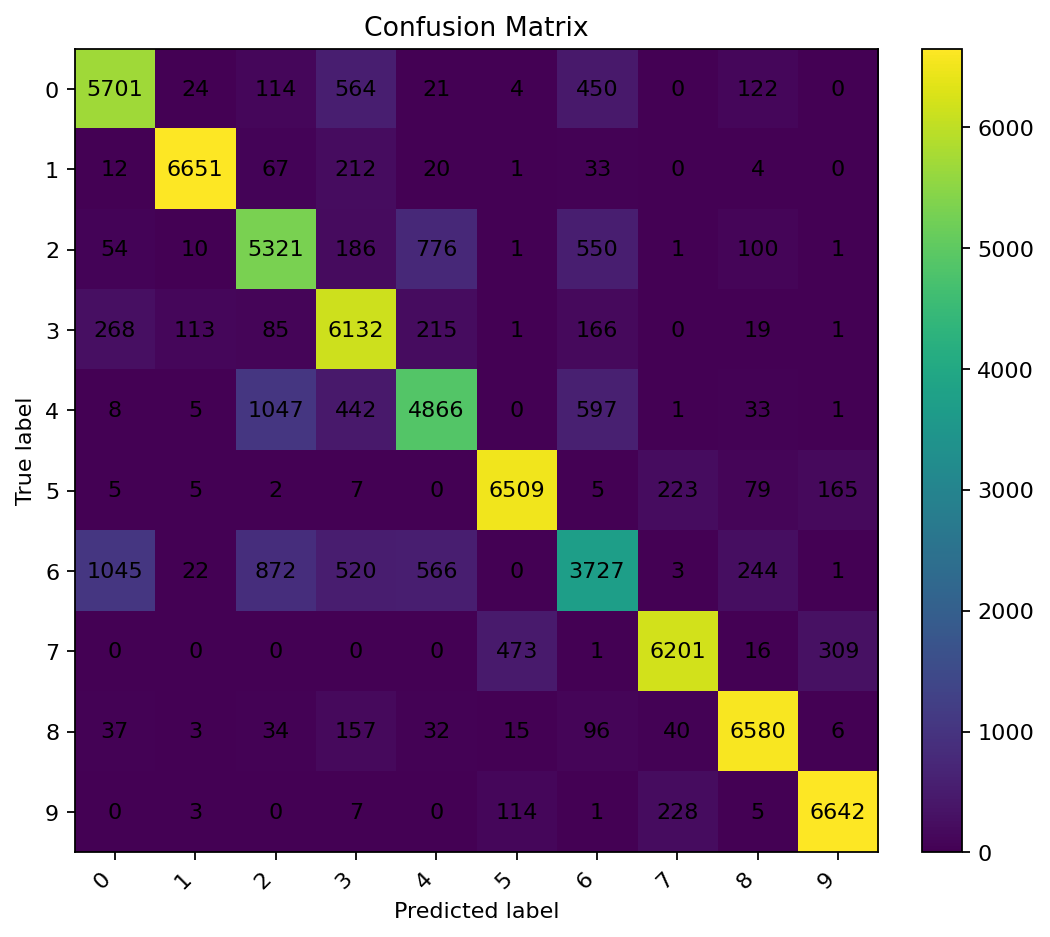 Confusion Matrix
0 5701 24 114 564 21 4 450 0 122 0
1 12 6651 67 212 20 1 33 0 4 0
2 54 10 5321 186 776 1 550 1 100 1
3 268 113 85 6132 215 1 166 0 19 1
4 8 5 1047 442 4866 0 597 1 33 1
5 5 5 2 7 0 6509 5 223 79 165
6 1045 22 872 520 566 0 3727 3 244 1
7 0 0 0 0 0 473 1 6201 16 309
8 37 3 34 157 32 15 96 40 6580 6
9 0 3 0 7 0 114 1 228 5 6642
0 1 2 3 4 5 6 7 8 9
Predicted label
True label
6000
5000
4000
3000
2000
1000
0